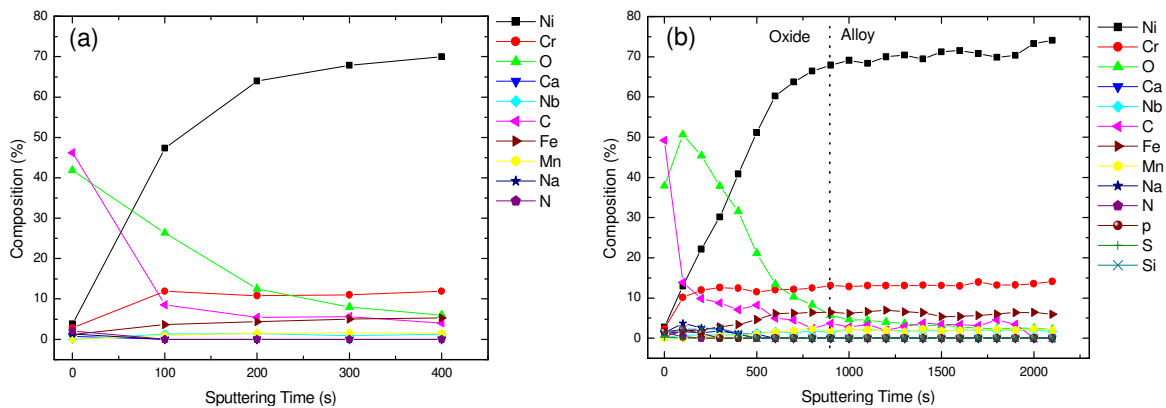 (a)
Composition (%)
80
70
60
50
40
30
20
10
0
0 100 200 300 400
Sputtering Time (s)
Ni
Cr
O
Ca
Nb
C
Fe
Mn
Na
N
(b)
Oxide Alloy
Composition (%)
80
70
60
50
40
30
20
10
0
0 500 1000 1500 2000
Sputtering Time (s)
Ni
Cr
O
Ca
Nb
C
Fe
Mn
Na
N
p
S
Si